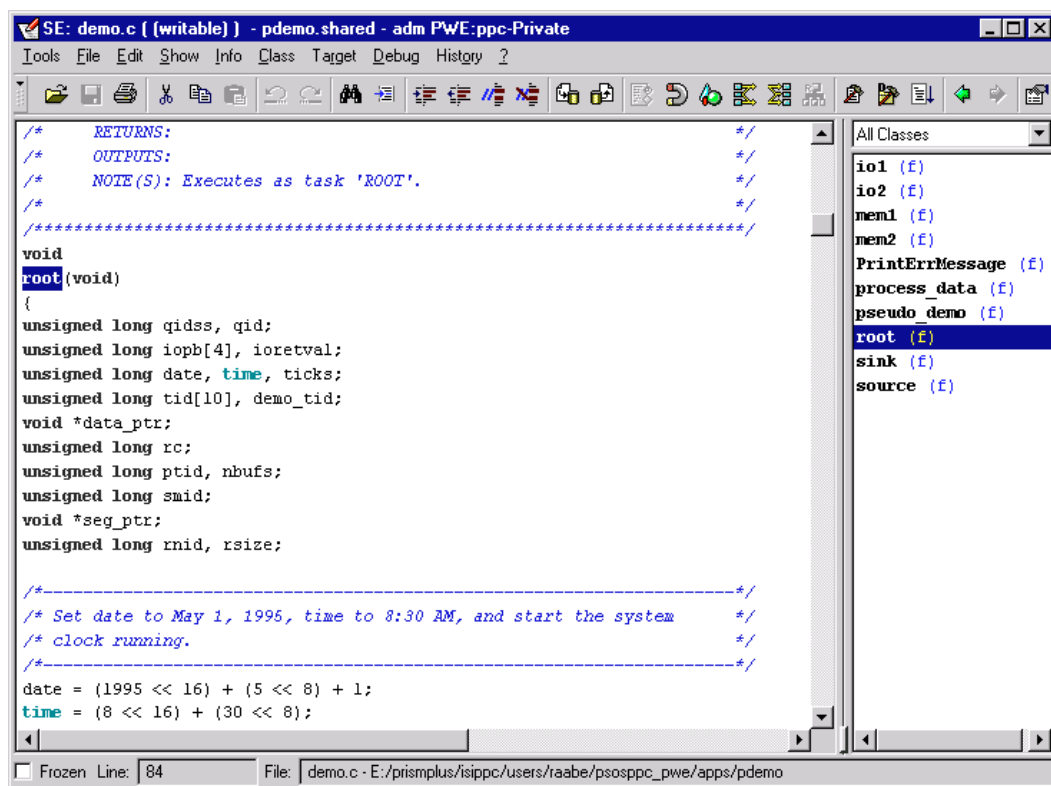 SE: demo.c ( (writable) )  - pdemo.shared - adm PWE:ppc-Private
Tools File Edit Show Info Class Target Debug History ?
/*      RETURNS:                                                        */
/*      OUTPUTS:                                                        */
/*      NOTE(S): Executes as task 'ROOT'.                               */
/*                                                                      */
/***********************************************************************/
void
root(void)
{
unsigned long qidss, qid;
unsigned long iopb[4], ioretval;
unsigned long date, time, ticks;
unsigned long tid[10], demo_tid;
void *data_ptr;
unsigned long rc;
unsigned long ptid, nbufs;
unsigned long smid;
void *seg_ptr;
unsigned long rnid, rsize;
/*---------------------------------------------------------------------*/
/* Set date to May 1, 1995, time to 8:30 AM, and start the system      */
/* clock running.                                                      */
/*---------------------------------------------------------------------*/
date = (1995 << 16) + (5 << 8) + 1;
time = (8 << 16) + (30 << 8);
All Classes
io1 (f)
io2 (f)
mem1 (f)
mem2 (f)
PrintErrMessage (f)
process_data (f)
pseudo_demo (f)
root (f)
sink (f)
source (f)
Frozen Line: 84 File: demo.c - E:/prismplus/isippc/users/raabe/psosppc_pwe/apps/pdemo